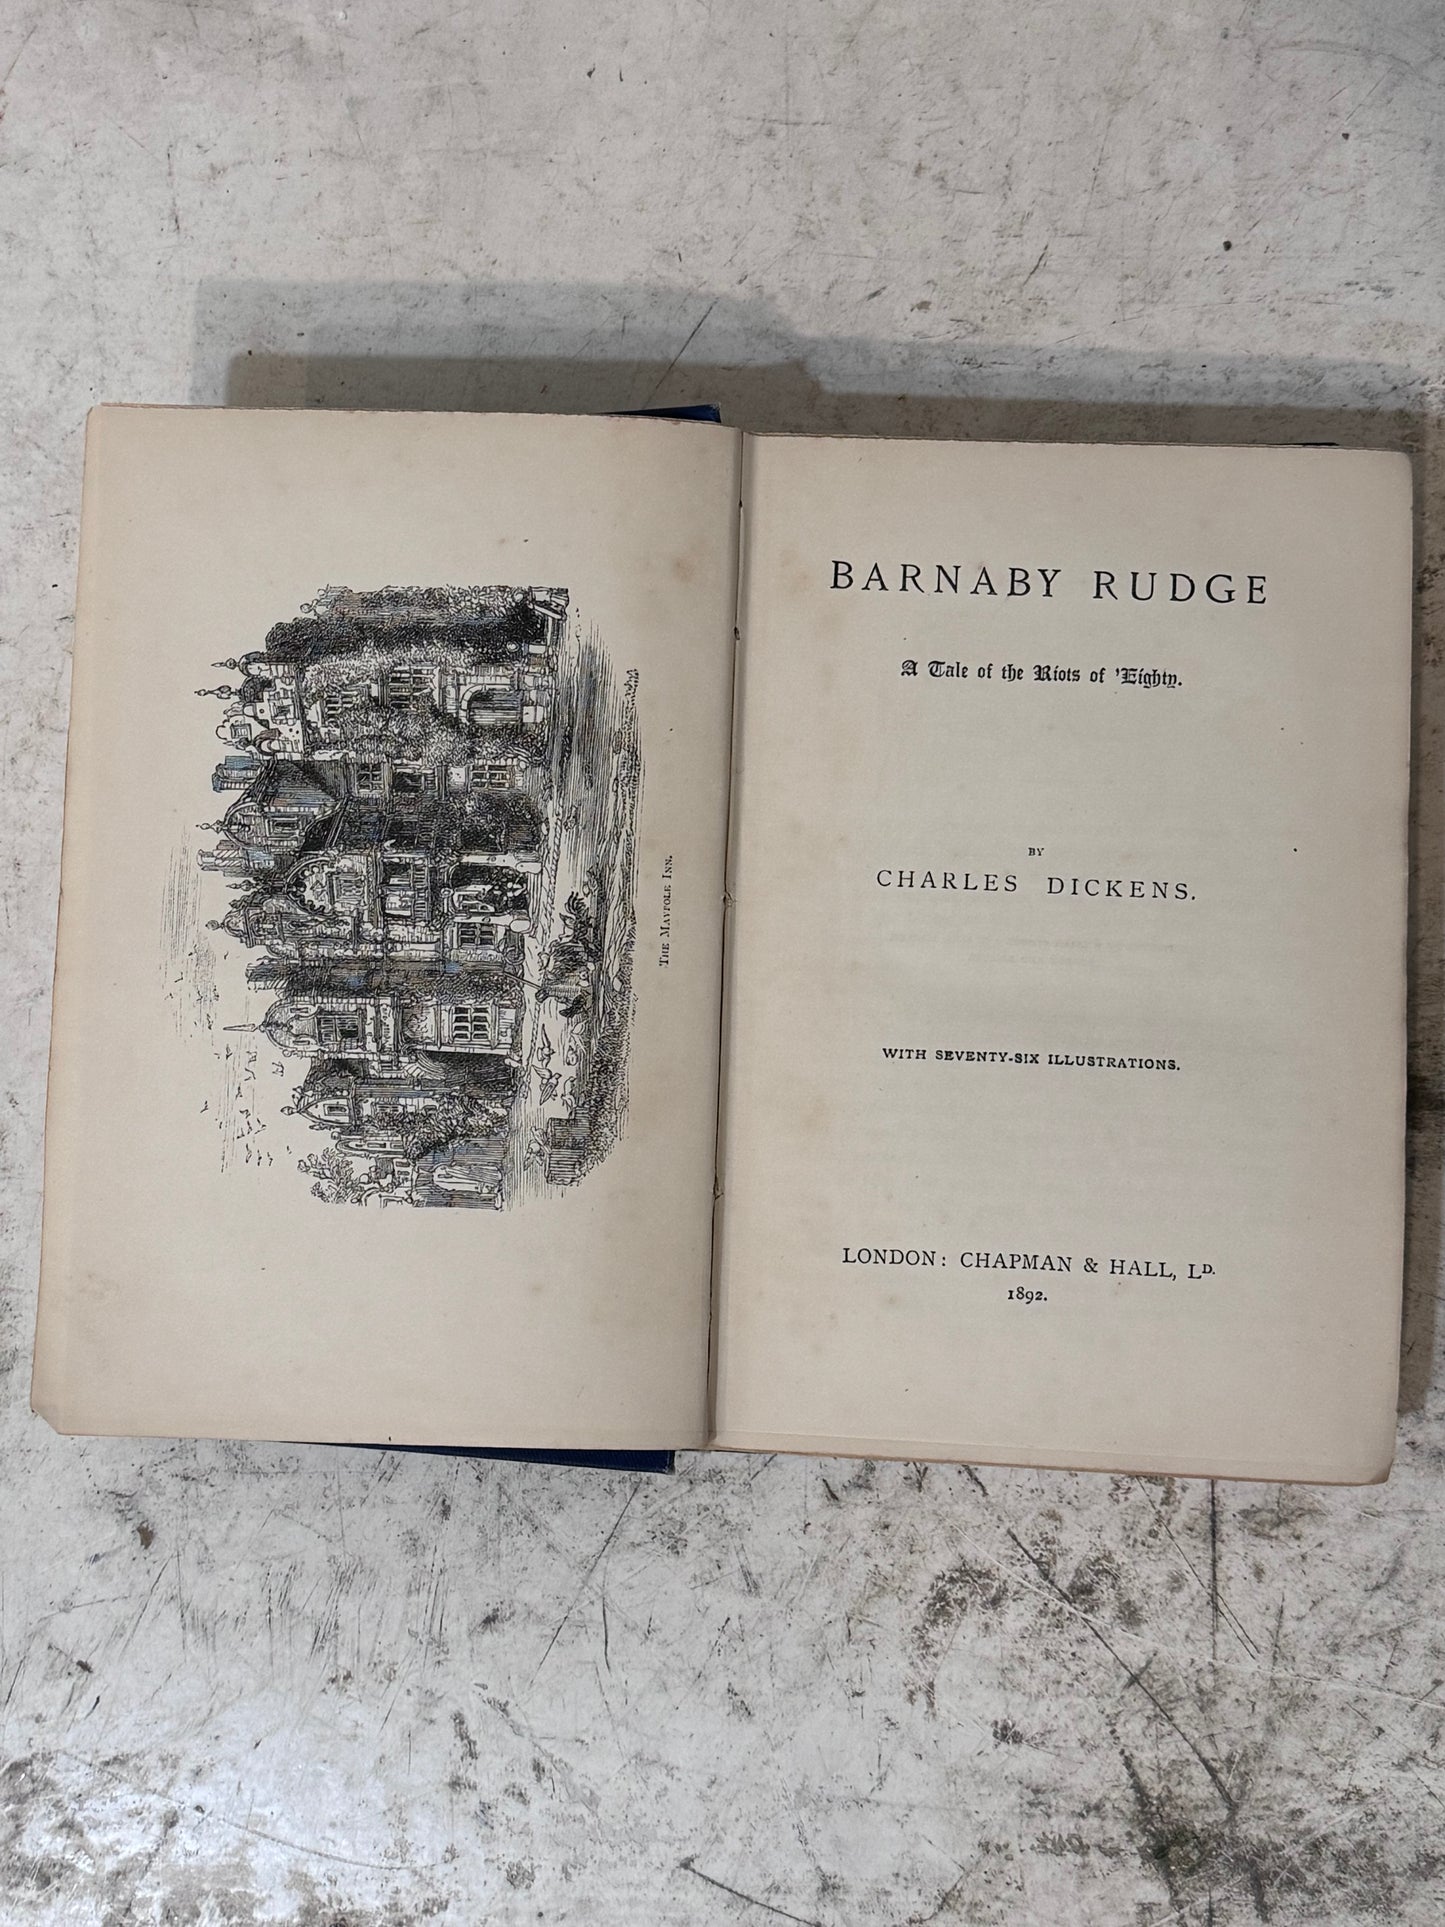 The Maypole Inn.
BARNABY RUDGE
A Tale of the Riots of 'Eighty.
BY
CHARLES DICKENS.
WITH SEVENTY-SIX ILLUSTRATIONS.
LONDON: CHAPMAN & HALL, LD.
1892.